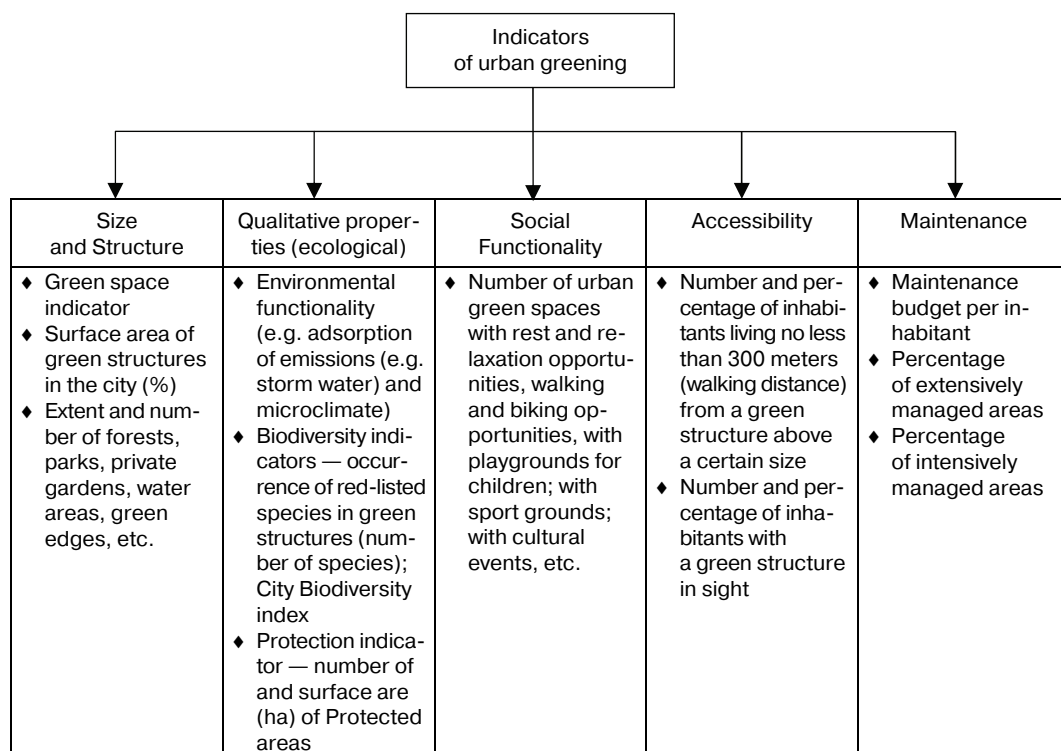 Indicators
of urban greening
Size
and Structure
Qualitative proper-
ties (ecological)
Social
Functionality
Accessibility
Maintenance
♦ Green space
indicator
♦ Surface area of
green structures
in the city (%)
♦ Extent and num-
ber of forests,
parks, private
gardens, water
areas, green
edges, etc.
♦ Environmental
functionality
(e.g. adsorption
of emissions (e.g.
storm water) and
microclimate)
♦ Biodiversity indi-
cators — occur-
rence of red-listed
species in green
structures (num-
ber of species);
City Biodiversity
index
♦ Protection indica-
tor — number of
and surface are
(ha) of Protected
areas
♦ Number of urban
green spaces
with rest and re-
laxation opportu-
nities, walking
and biking op-
portunities, with
playgrounds for
children; with
sport grounds;
with cultural
events, etc.
♦ Number and per-
centage of inhabi-
tants living no less
than 300 meters
(walking distance)
from a green
structure above
a certain size
♦ Number and per-
centage of inha-
bitants with
a green structure
in sight
♦ Maintenance
budget per in-
habitant
♦ Percentage
of extensively
managed areas
♦ Percentage
of intensively
managed areas